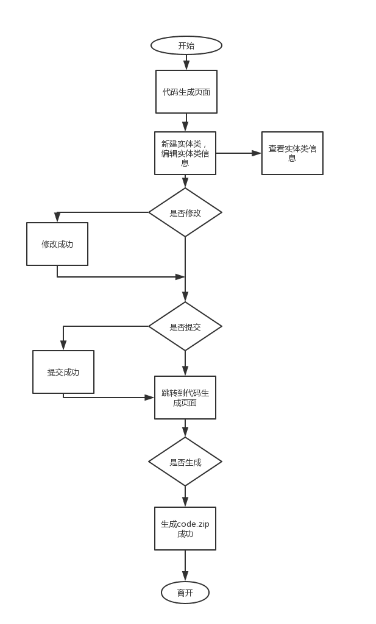 开始
代码生成页面
新建实体类，
编辑实体类信
息
查看实体类信
息
是否修改
修改成功
是否提交
提交成功
跳转到代码生
成页面
是否生成
生成code.zip
成功
离开